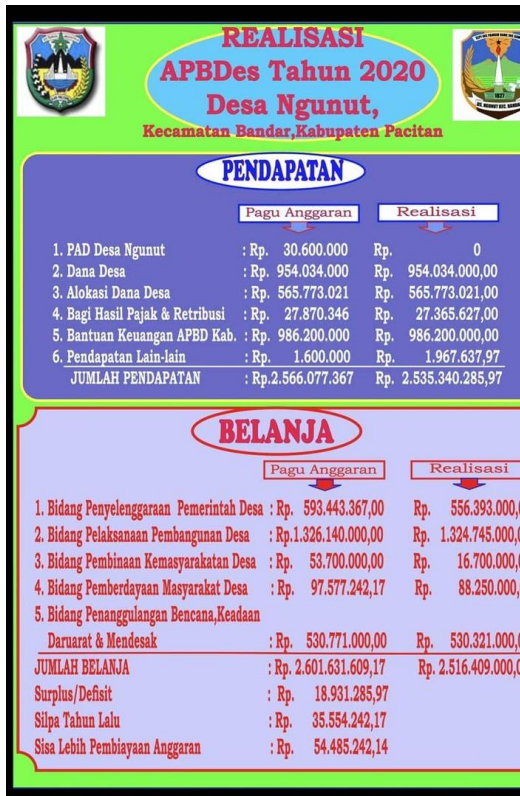 REALISASI
APBDes Tahun 2020
Desa Ngunut,
Kecamatan Bandar,Kabupaten Pacitan
1827
DS. NGUNUT KEC. BANDAR
PENDAPATAN
Pagu Anggaran Realisasi
1. PAD Desa Ngunut : Rp. 30.600.000 Rp. 0
2. Dana Desa : Rp. 954.034.000 Rp. 954.034.000,00
3. Alokasi Dana Desa : Rp. 565.773.021 Rp. 565.773.021,00
4. Bagi Hasil Pajak & Retribusi : Rp. 27.870.346 Rp. 27.365.627,00
5. Bantuan Keuangan APBD Kab. : Rp. 986.200.000 Rp. 986.200.000,00
6. Pendapatan Lain-lain : Rp. 1.600.000 Rp. 1.967.637,97
JUMLAH PENDAPATAN : Rp.2.566.077.367 Rp. 2.535.340.285,97
BELANJA
Pagu Anggaran Realisasi
1. Bidang Penyelenggaraan Pemerintah Desa : Rp. 593.443.367,00 Rp. 556.393.000,0
2. Bidang Pelaksanaan Pembangunan Desa : Rp.1.326.140.000,00 Rp. 1.324.745.000,0
3. Bidang Pembinaan Kemasyarakatan Desa : Rp. 53.700.000,00 Rp. 16.700.000,0
4. Bidang Pemberdayaan Masyarakat Desa : Rp. 97.577.242,17 Rp. 88.250.000,
5. Bidang Penanggulangan Bencana,Keadaan
Daruarat & Mendesak : Rp. 530.771.000,00 Rp. 530.321.000,0
JUMLAH BELANJA : Rp. 2.601.631.609,17 Rp. 2.516.409.000,0
Surplus/Defisit : Rp. 18.931.285,97
Silpa Tahun Lalu : Rp. 35.554.242,17
Sisa Lebih Pembiayaan Anggaran : Rp. 54.485.242,14